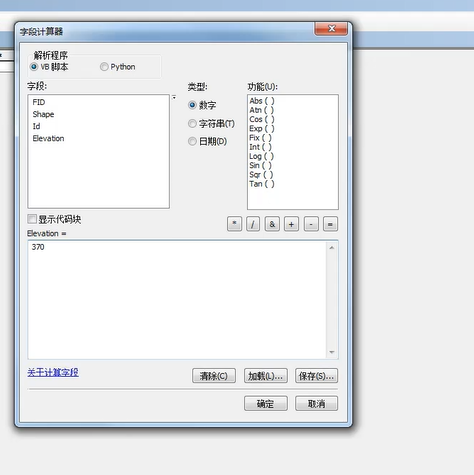 字段计算器
解析程序
VB 脚本
Python
字段:
类型:
功能(U):
FID
Shape
Id
Elevation
数字
字符串(T)
日期(D)
Abs ( )
Atn ( )
Cos ( )
Exp ( )
Fix ( )
Int ( )
Log ( )
Sin ( )
Sqr ( )
Tan ( )
显示代码块
* / & + - =
Elevation =
370
关于计算字段
清除(C)
加载(L)...
保存(S)...
确定
取消